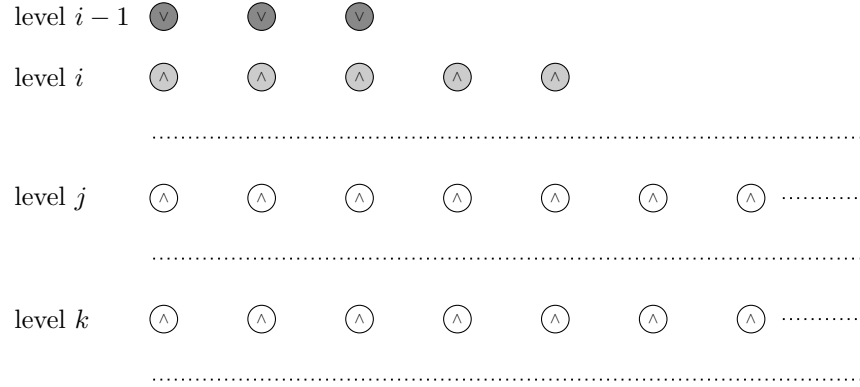 level i − 1 ∨ ∨ ∨
level i ∧ ∧ ∧ ∧ ∧
level j ∧ ∧ ∧ ∧ ∧ ∧ ∧
level k ∧ ∧ ∧ ∧ ∧ ∧ ∧